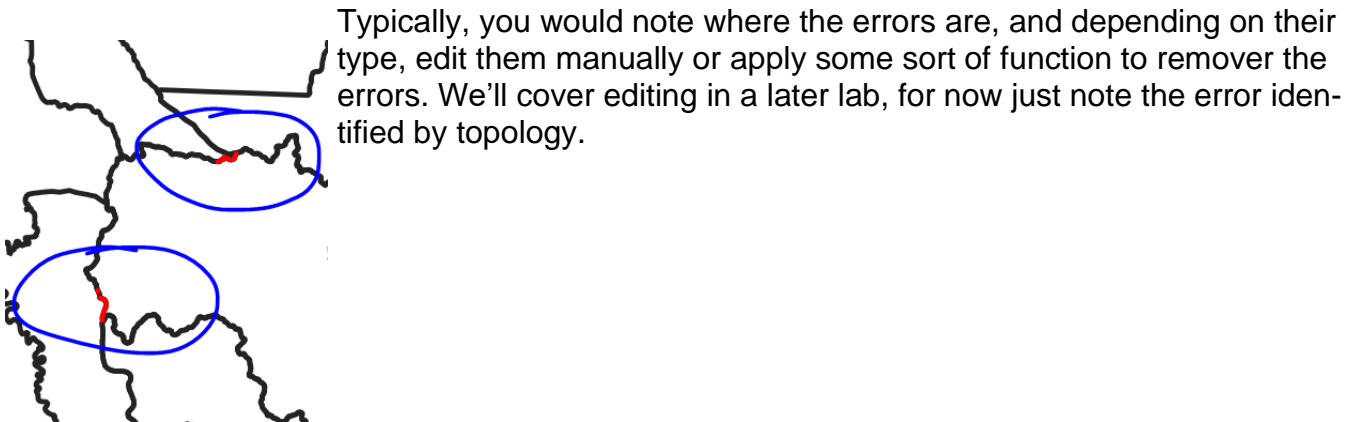 Typically, you would note where the errors are, and depending on their
type, edit them manually or apply some sort of function to remover the
errors. We’ll cover editing in a later lab, for now just note the error iden-
tified by topology.